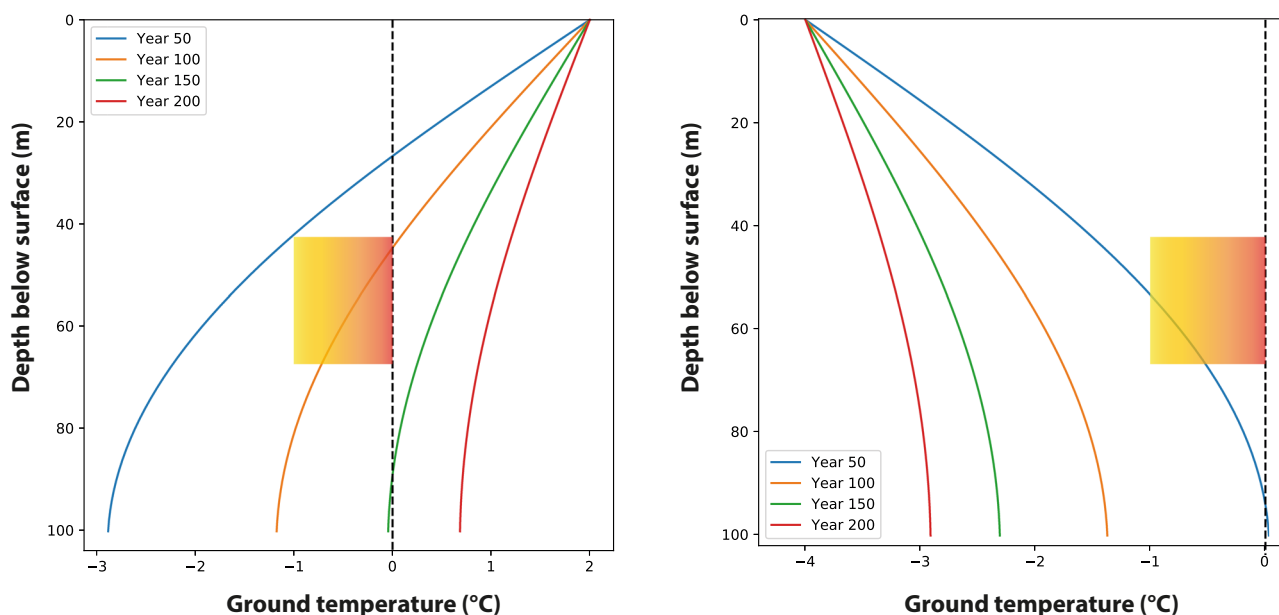 0
20
40
60
80
100
Depth below surface (m)
Year 50
Year 100
Year 150
Year 200
−3
−2
−1
0
1
2
Ground temperature (°C)
0
20
40
60
80
100
Depth below surface (m)
Year 50
Year 100
Year 150
Year 200
−4
−3
−2
−1
0
Ground temperature (°C)